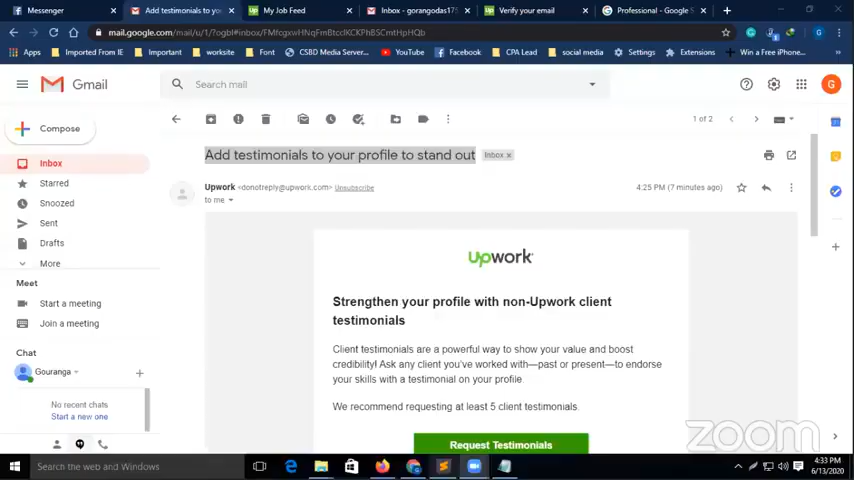 Messenger
Add testimonials to yo
My Job Feed
Inbox - gorangodas175
Verify your email
Professional - Google S
mail.google.com/mail/u/1/?ogbl#inbox/FMfcgxwHNqFmBtcclKCKPhBSCmtHpHQb
Apps
Imported From IE
Important
worksite
Font
CSBD Media Server...
YouTube
Facebook
CPA Lead
social media
Settings
Extensions
Win a Free iPhone...
Gmail
Search mail
Compose
1 of 2
Inbox
Starred
Snoozed
Sent
Drafts
More
Meet
Start a meeting
Join a meeting
Chat
Gouranga
No recent chats
Start a new one
Add testimonials to your profile to stand out
Inbox x
Upwork <donotreply@upwork.com> Unsubscribe
4:25 PM (7 minutes ago)
to me
upwork
Strengthen your profile with non-Upwork client
testimonials
Client testimonials are a powerful way to show your value and boost
credibility! Ask any client you've worked with—past or present—to endorse
your skills with a testimonial on your profile.
We recommend requesting at least 5 client testimonials.
Request Testimonials
zoom
Search the web and Windows
4:33 PM
6/13/2020